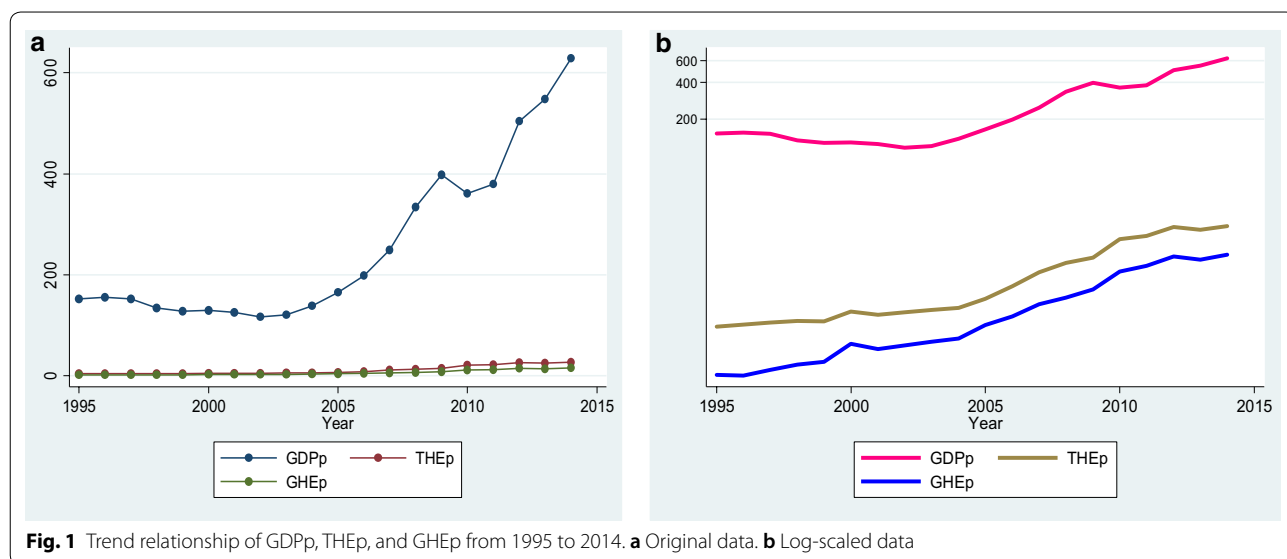 a
600
400
200
0
1995 2000 2005 2010 2015
Year
GDPp THEp
GHEp
b
600
400
200
1995 2000 2005 2010 2015
Year
GDPp THEp
GHEp
Fig. 1 Trend relationship of GDPp, THEp, and GHEp from 1995 to 2014. a Original data. b Log-scaled data